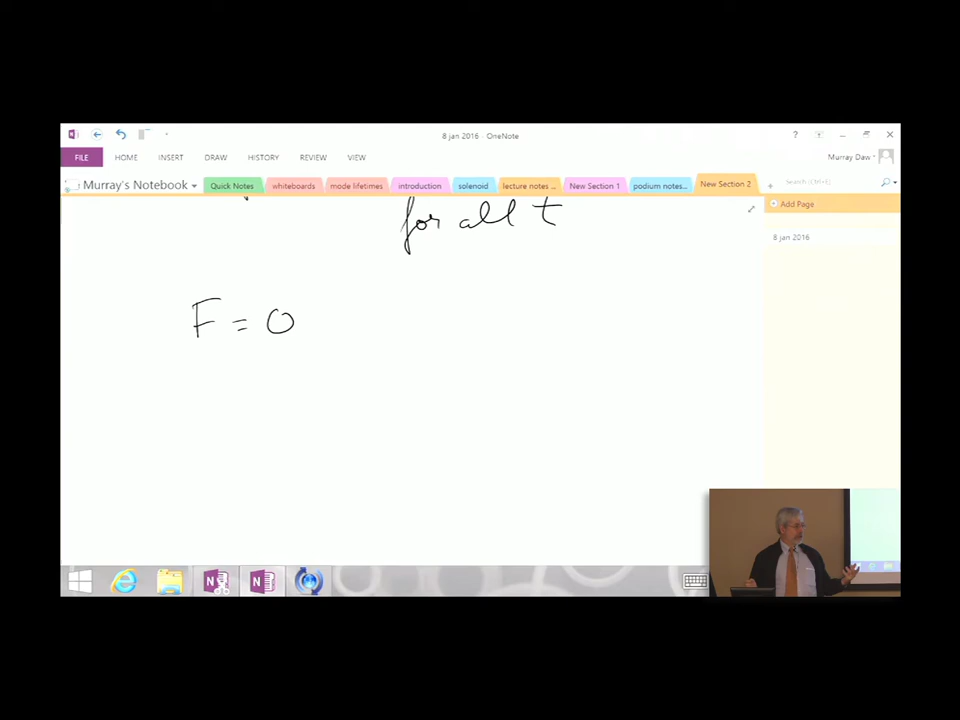 8 jan 2016 - OneNote
?
FILE HOME INSERT DRAW HISTORY REVIEW VIEW
Murray Daw
Murray's Notebook
Quick Notes
whiteboards
mode lifetimes
introduction
solenoid
lecture notes ...
New Section 1
podium notes...
New Section 2
+
Search (Ctrl+E)
Add Page
8 jan 2016
for all t
F = 0